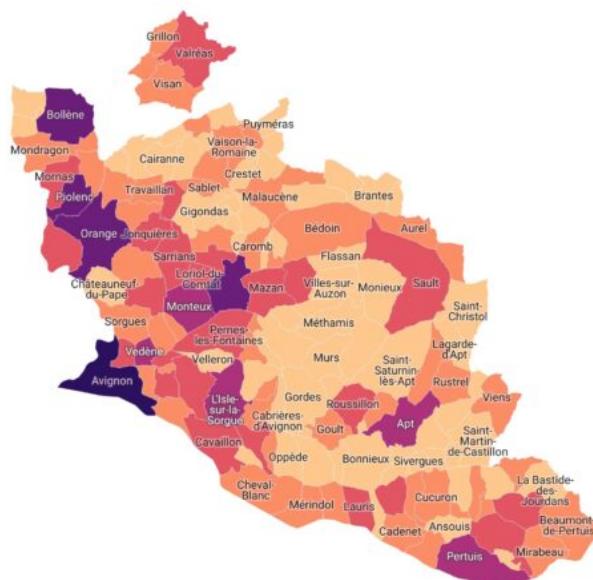 Grillon
Valréas
Visan
Bollène
Puyméras
Mondragon
Vaison-la-
Romaine
Cairanne
Crestet
Mornas
Travaillan
Sablet
Malaucène
Brantes
Piolenc
Gigondas
Orange
Jonquières
Bédoin
Aurel
Caromb
Sarrians
Flassan
Loriol-du-
Comtat
Mazan
Villes-sur-
Auzon
Monieux
Sault
Châteauneuf-
du-Pape
Monteux
Saint-
Christol
Sorgues
Méthamis
Pernes-
les-Fontaines
Lagarde-
d'Apt
Vedène
Velleron
Murs
Saint-
Saturnin-
lès-Apt
Rustrel
Avignon
Gordes
Viens
L'Isle-
sur-la-
Sorgue
Roussillon
Cabrières-
d'Avignon
Goult
Apt
Saint-
Martin-
de-Castillon
Cavaillon
Oppède
Bonnieux
Sivergues
Cheval-
Blanc
Mérindol
Lauris
Cucuron
La Bastide-
des-
Jourdans
Cadenet
Ansouis
Beaumont-
de-Pertuis
Pertuis
Mirabeau